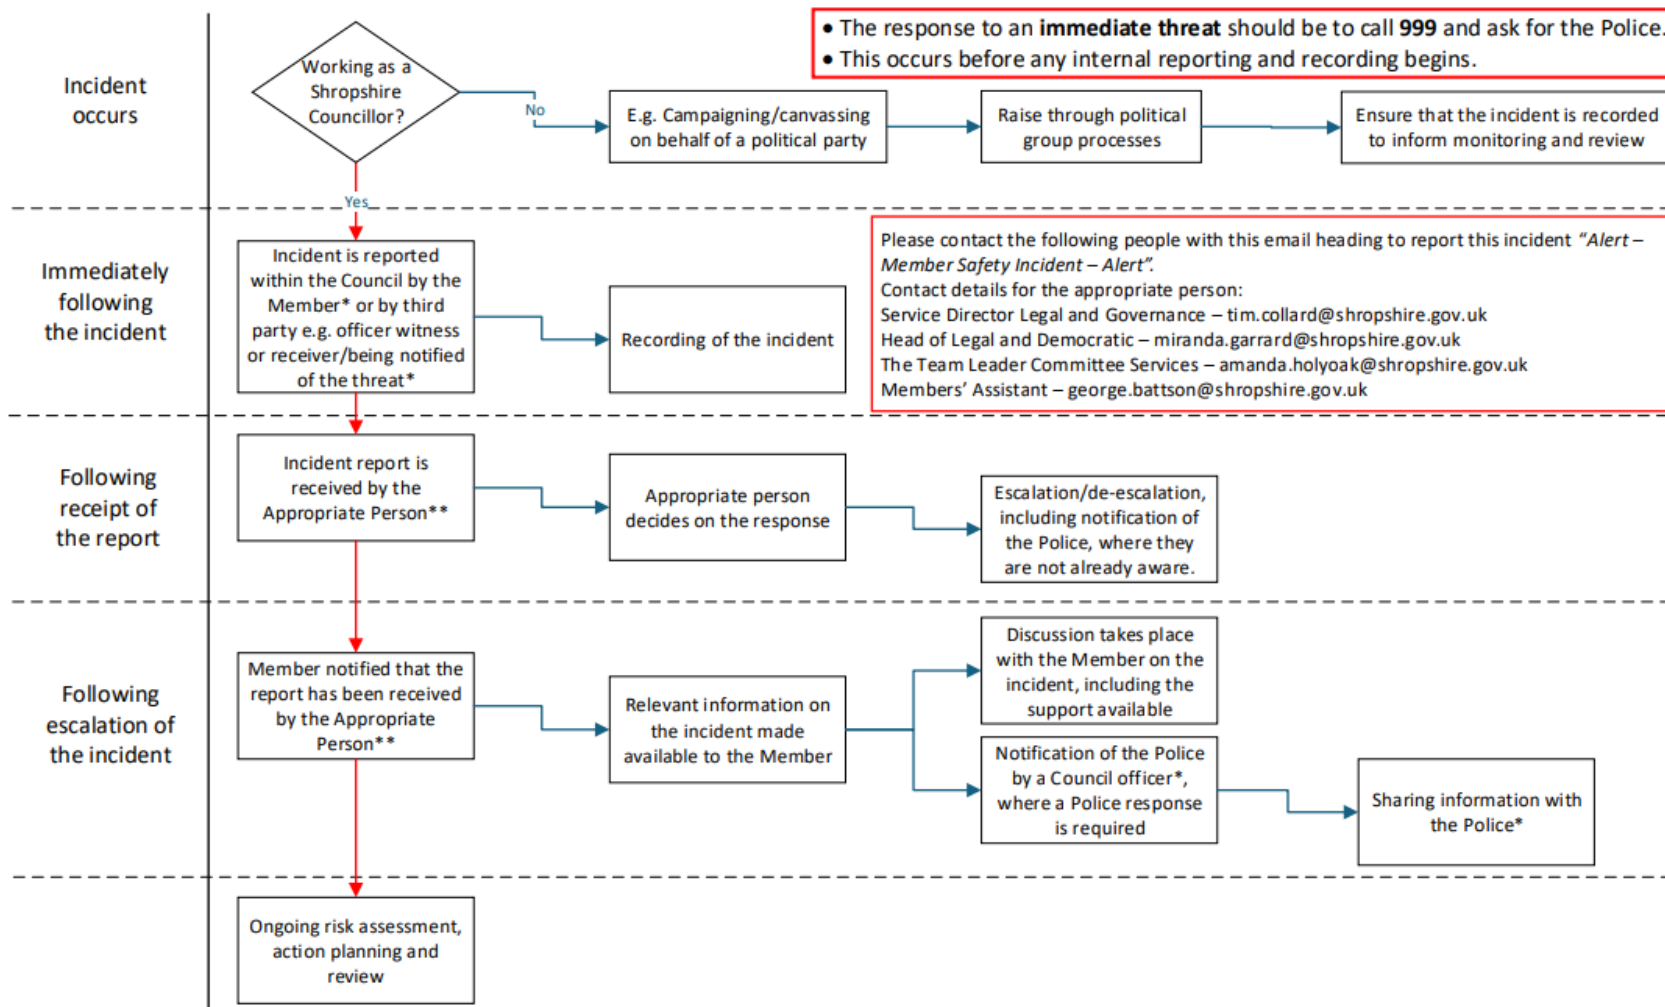 • The response to an immediate threat should be to call 999 and ask for the Police.
• This occurs before any internal reporting and recording begins.
Incident
occurs
Working as a
Shropshire
Councillor?
No
E.g. Campaigning/canvassing
on behalf of a political party
Raise through political
group processes
Ensure that the incident is recorded
to inform monitoring and review
Yes
Immediately
following
the incident
Incident is reported
within the Council by the
Member* or by third
party e.g. officer witness
or receiver/being notified
of the threat*
Recording of the incident
Please contact the following people with this email heading to report this incident “Alert –
Member Safety Incident – Alert”.
Contact details for the appropriate person:
Service Director Legal and Governance – tim.collard@shropshire.gov.uk
Head of Legal and Democratic – miranda.garrard@shropshire.gov.uk
The Team Leader Committee Services – amanda.holyoak@shropshire.gov.uk
Members’ Assistant – george.battson@shropshire.gov.uk
Following
receipt of
the report
Incident report is
received by the
Appropriate Person**
Appropriate person
decides on the response
Escalation/de-escalation,
including notification of
the Police, where they
are not already aware.
Following
escalation of
the incident
Member notified that the
report has been received
by the Appropriate
Person**
Relevant information on
the incident made
available to the Member
Discussion takes place
with the Member on the
incident, including the
support available
Notification of the Police
by a Council officer*,
where a Police response
is required
Sharing information with
the Police*
Ongoing risk assessment,
action planning and
review